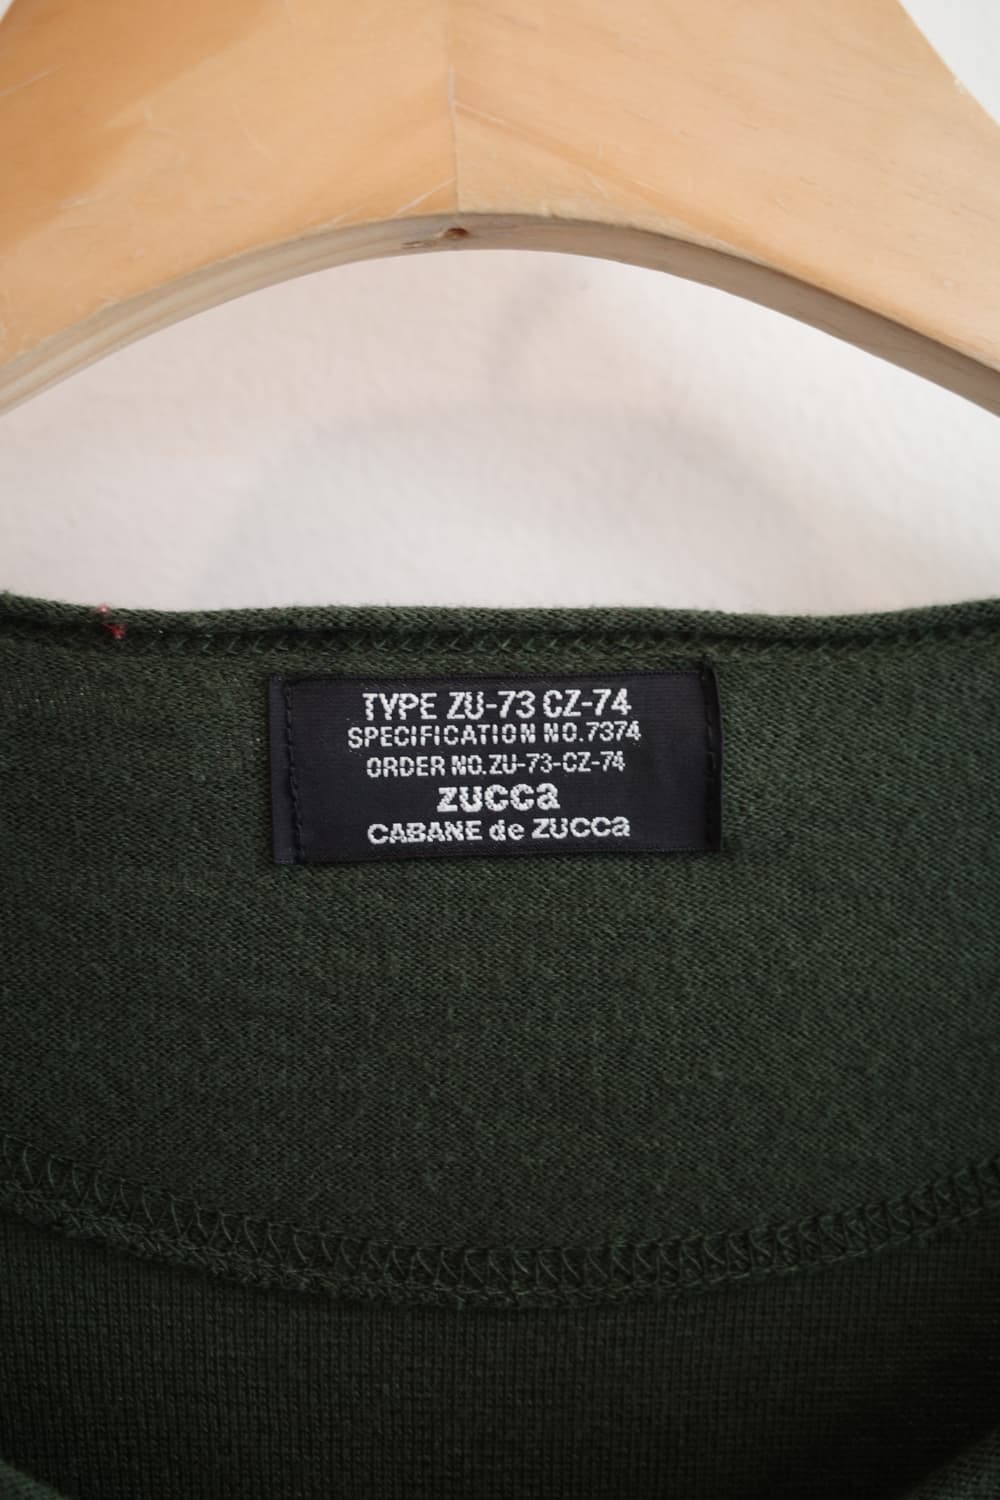 TYPE ZU-73 CZ-74
SPECIFICATION NO.7374
ORDER NO.ZU-73-CZ-74
zucca
CABANE de ZUCCa